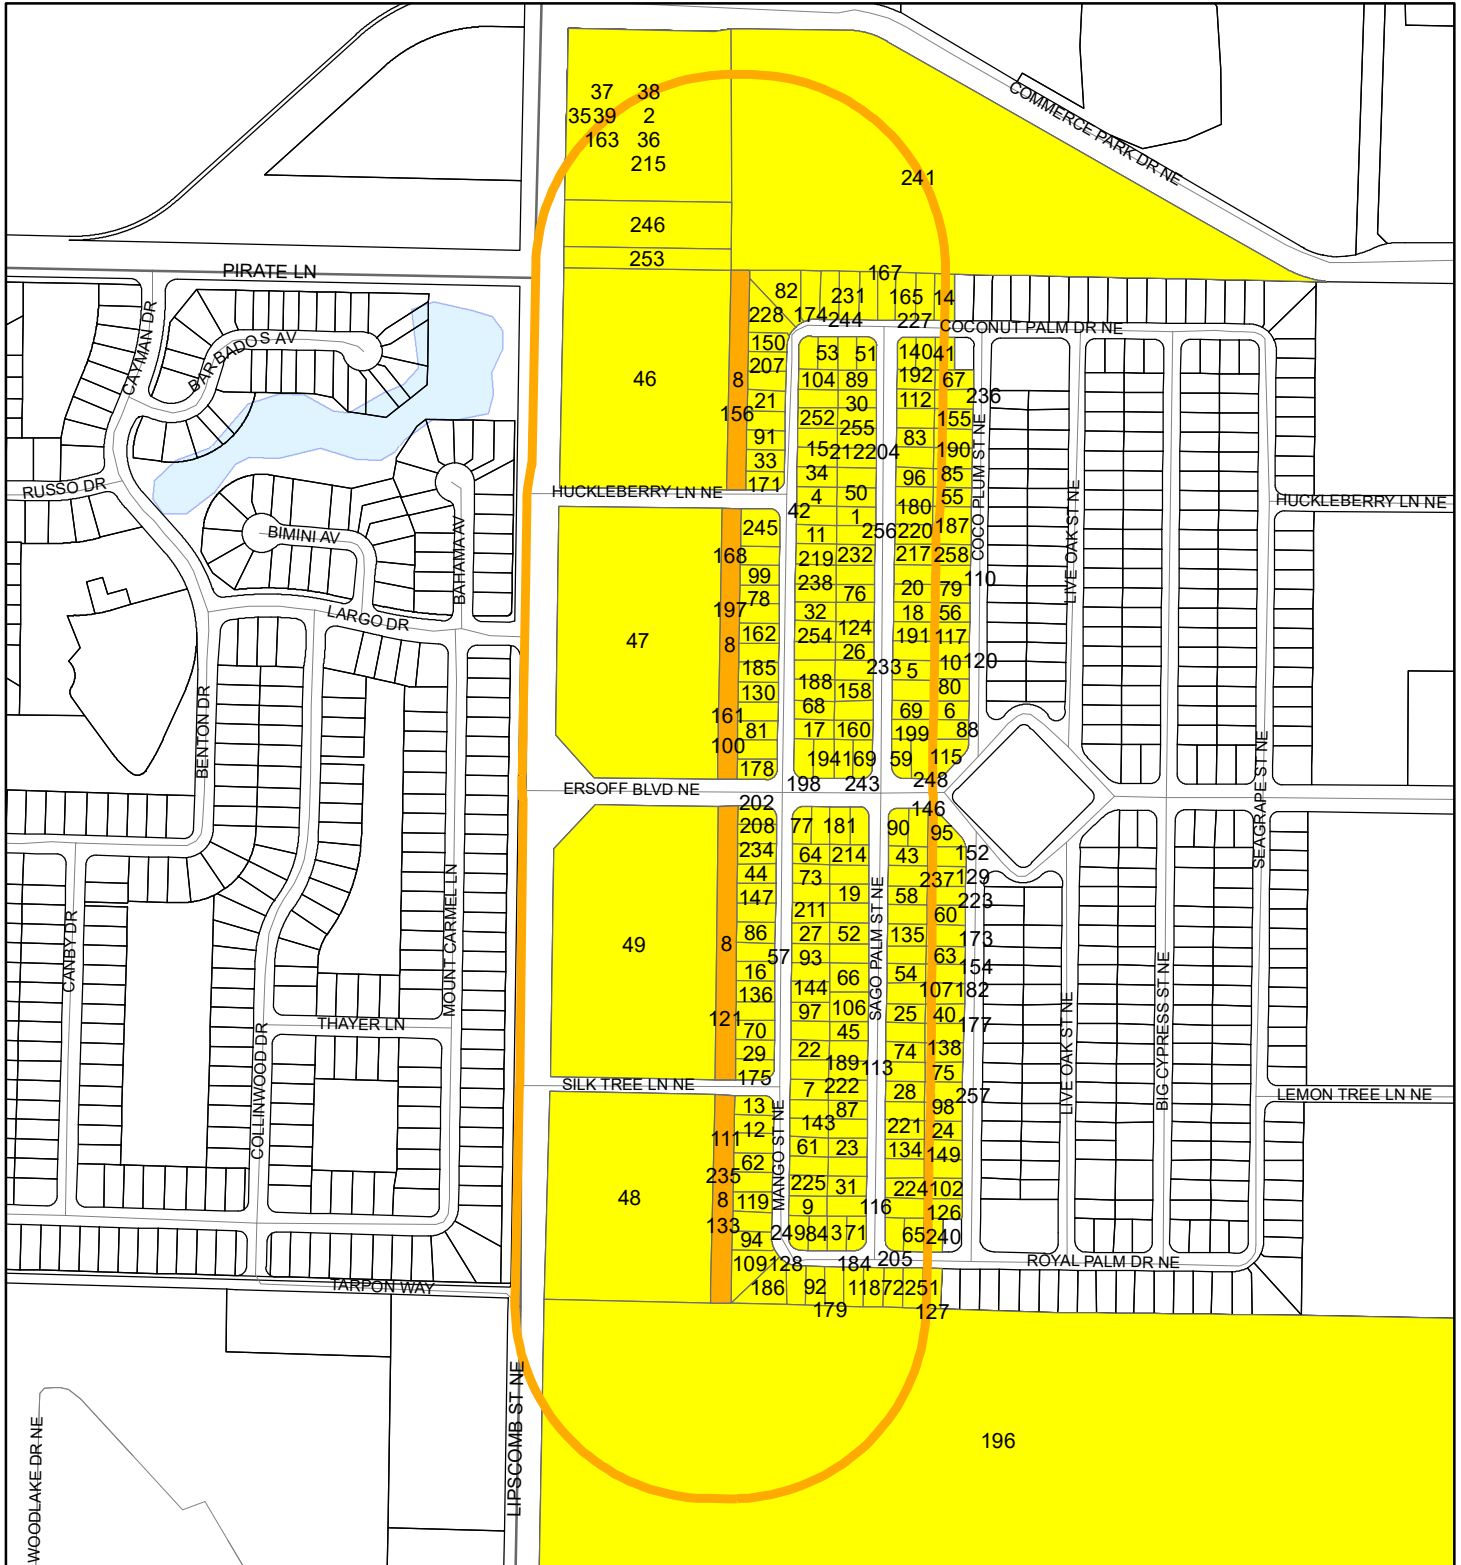 37 38
35 39 2
163 36
215
COMMERCE PARK DR NE
241
246
253
PIRATE LN
167
82 231 165 14
228 174 244 227
COCONUT PALM DR NE
CAYMAN DR
BARBADOS AV
150 53 51 140 41
207 104 89 192 67
46 8
236
21 30 112
156 252 155
255
91 83
15 212 204 190
33 34 96 85
171 4 50 55
RUSSO DR
HUCKLEBERRY LN NE
HUCKLEBERRY LN NE
COCO PLUM ST NE
LIVE OAK ST NE
42 1 180
245 11 256 220 187
BIMINI AV
BAHAMA AV
168 219 232 217 258
99 238 20 79 110
78 76
197 32 18 56
LARGO DR
47 8
162 254 124 191 117
26
185 233 5 10 120
130 188 158 80
68
161 69 6
81 17 160 199 88
100 194 169 59 115
178
BENTON DR
SEAGRAPE ST NE
ERSOFF BLVD NE
198 243 248
202 146
208 77 181 90 95
234 64 214 43 152
44 73 237 129
147 19 58 223
211 60
86 27 52 135 173
49 8
57 93 63
16 66 54 154
136 144 107 182
97 106 25 40
121 177
70 45
29 22 74 138
189 113
175 75
CANBY DR
MOUNT CARMEL LN
SAGO PALM ST NE
LIVE OAK ST NE
BIG CYPRESS ST NE
THAYER LN
COLLINWOOD DR
SILK TREE LN NE
LEMON TREE LN NE
7 222 28 257
13 87 98
12 143 221 24
111
61 23 134 149
62
235 225 31 224 102
48 8
119 9 116 126
133
94 249 84 3 71 65 240
MANGO ST NE
109 128 184 205
ROYAL PALM DR NE
186 92 118 72 251
179 127
TARPON WAY
LIPSCOMB ST NE
WOODLAKE DR NE
196